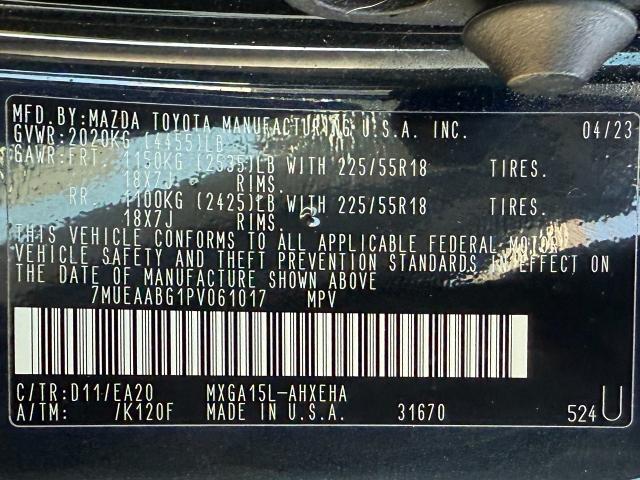 MFD.BY:MAZDA TOYOTA MANUFACTURING U.S.A. INC. 04/23
GVWR:2020KG (4455)LB
GAWR:FRT. 1150KG (2535)LB WITH 225/55R18 TIRES.
18X7J RIMS.
RR. 1100KG (2425)LB WITH 225/55R18 TIRES.
18X7J RIMS.
THIS VEHICLE CONFORMS TO ALL APPLICABLE FEDERAL MOTOR
VEHICLE SAFETY AND THEFT PREVENTION STANDARDS IN EFFECT ON
THE DATE OF MANUFACTURE SHOWN ABOVE
7MUEAABG1PV061017 MPV
C/TR:D11/EA20 MXGA15L-AHXEHA
A/TM: /K120F MADE IN U.S.A. 31670 524U